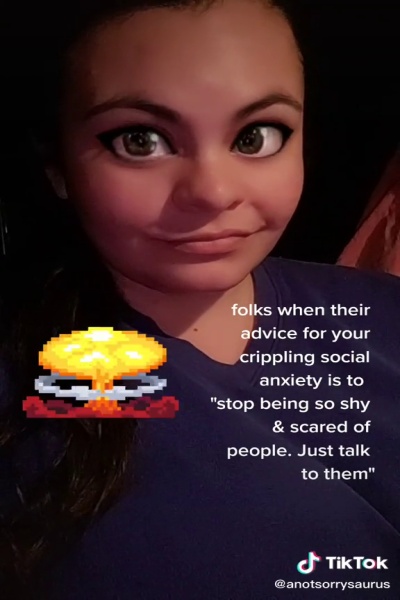 folks when their
advice for your
crippling social
anxiety is to
"stop being so shy
& scared of
people. Just talk
to them"
TikTok
@anotsorrysaurus